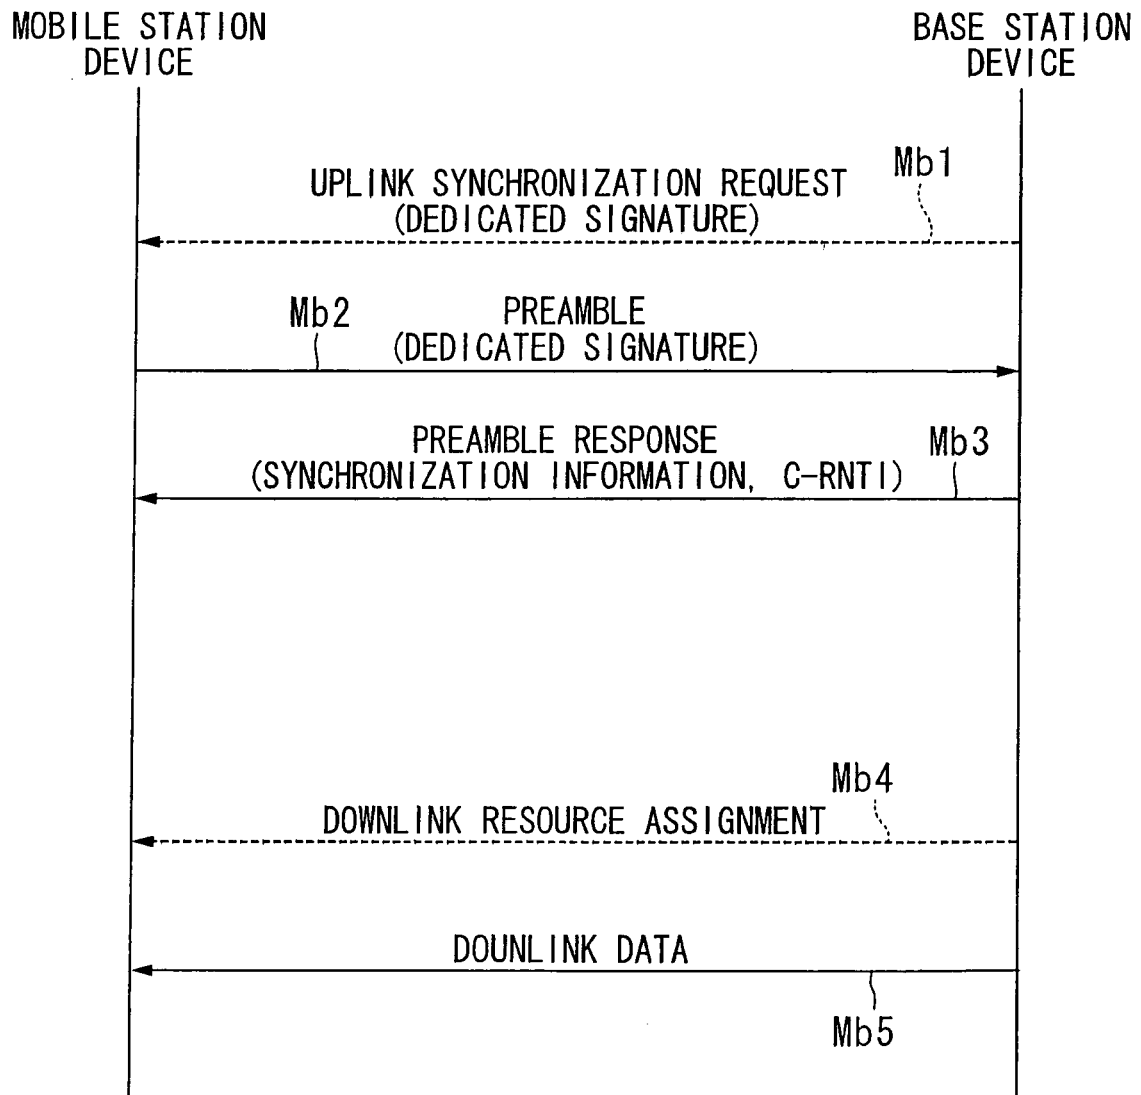 MOBILE STATION
DEVICE
BASE STATION
DEVICE
Mb1
UPLINK SYNCHRONIZATION REQUEST
(DEDICATED SIGNATURE)
Mb2
PREAMBLE
(DEDICATED SIGNATURE)
PREAMBLE RESPONSE
Mb3
(SYNCHRONIZATION INFORMATION, C-RNTI)
Mb4
DOWNLINK RESOURCE ASSIGNMENT
DOUNLINK DATA
Mb5